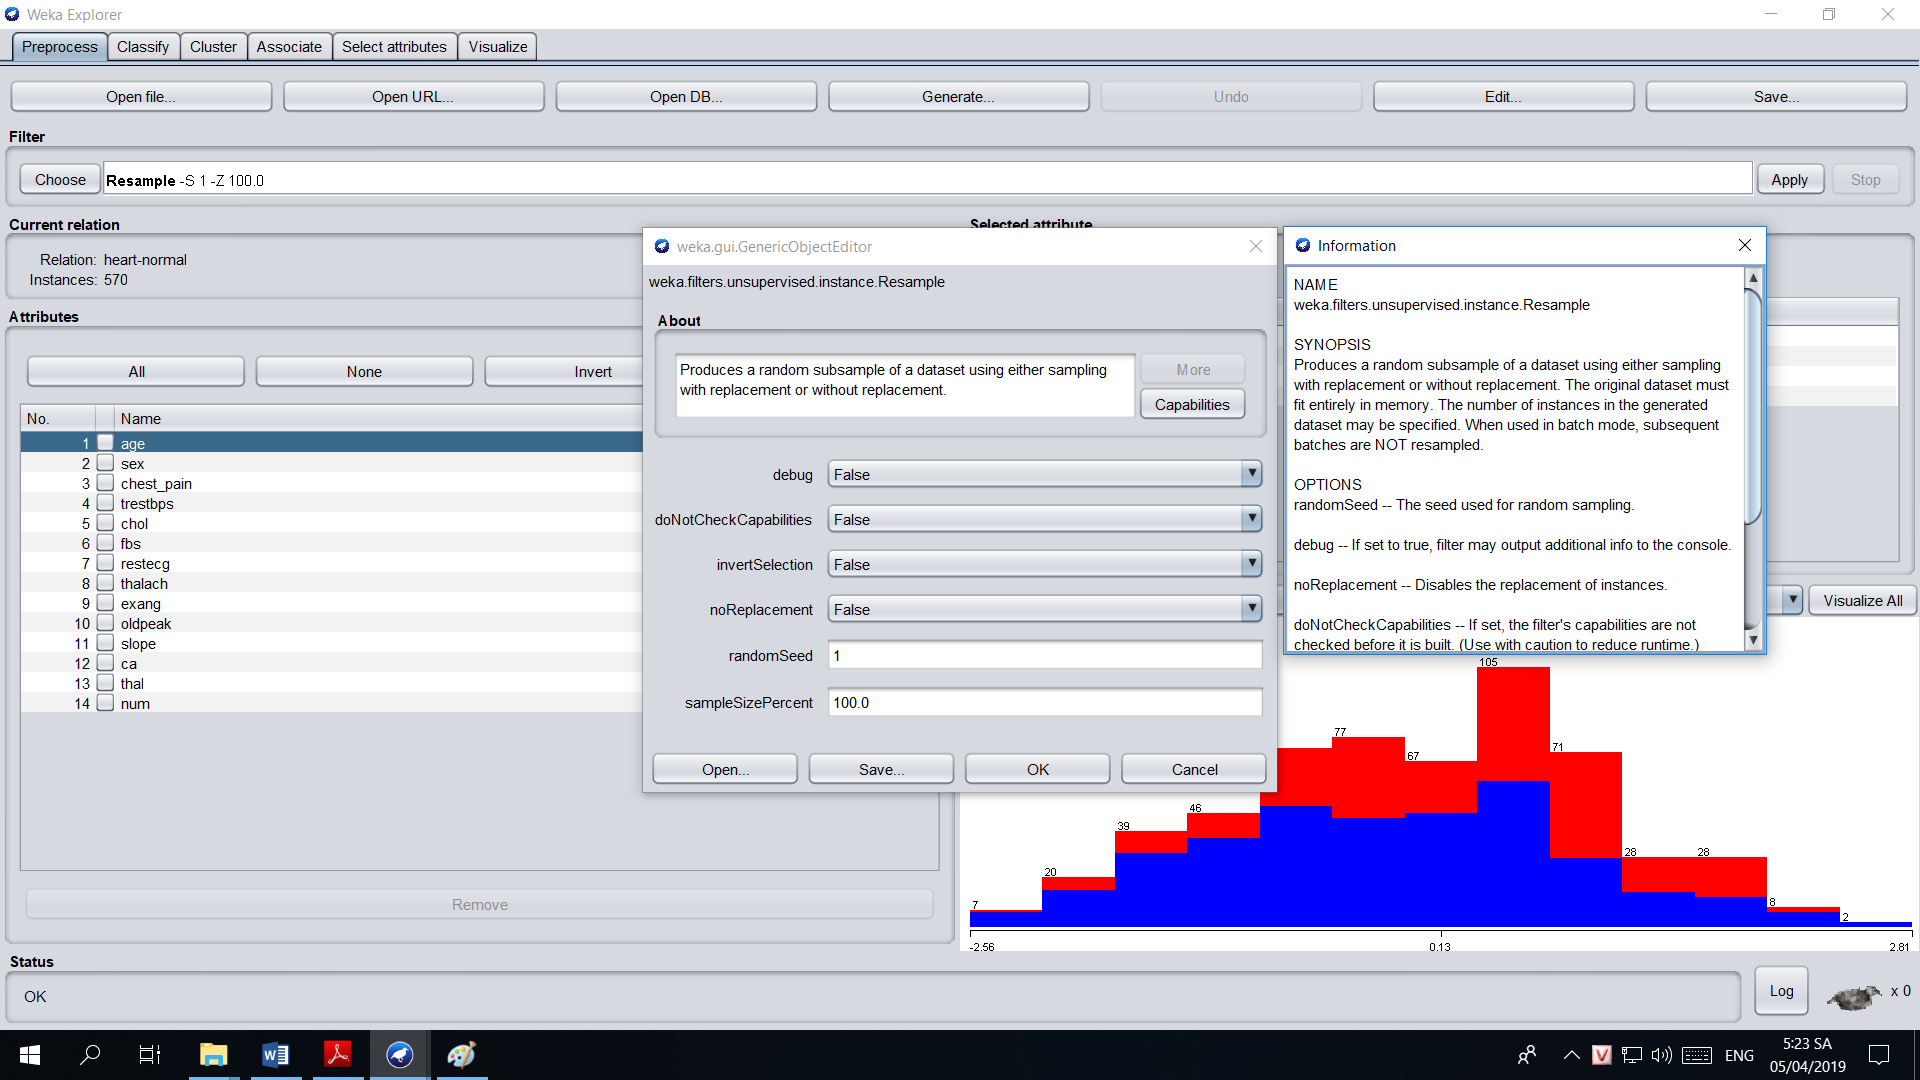 Weka Explorer
Preprocess Classify Cluster Associate Select attributes Visualize
Open file... Open URL... Open DB... Generate... Undo Edit... Save...
Filter
Choose Resample -S 1 -Z 100.0 Apply Stop
Current relation
Relation: heart-normal
Instances: 570
Attributes
All None Invert
No. Name
1 age
2 sex
3 chest_pain
4 trestbps
5 chol
6 fbs
7 restecg
8 thalach
9 exang
10 oldpeak
11 slope
12 ca
13 thal
14 num
Remove
Selected attribute
weka.gui.GenericObjectEditor
weka.filters.unsupervised.instance.Resample
About
Produces a random subsample of a dataset using either sampling
with replacement or without replacement.
More
Capabilities
debug False
doNotCheckCapabilities False
invertSelection False
noReplacement False
randomSeed 1
sampleSizePercent 100.0
Open... Save... OK Cancel
Information
NAME
weka.filters.unsupervised.instance.Resample
SYNOPSIS
Produces a random subsample of a dataset using either sampling
with replacement or without replacement. The original dataset must
fit entirely in memory. The number of instances in the generated
dataset may be specified. When used in batch mode, subsequent
batches are NOT resampled.
OPTIONS
randomSeed -- The seed used for random sampling.
debug -- If set to true, filter may output additional info to the console.
noReplacement -- Disables the replacement of instances.
doNotCheckCapabilities -- If set, the filter's capabilities are not
checked before it is built. (Use with caution to reduce runtime.)
Visualize All
7
20
39
46
77
67
105
71
28
28
8
2
-2.56 0.13 2.81
Status
OK
Log
x 0
ENG
5:23 SA
05/04/2019